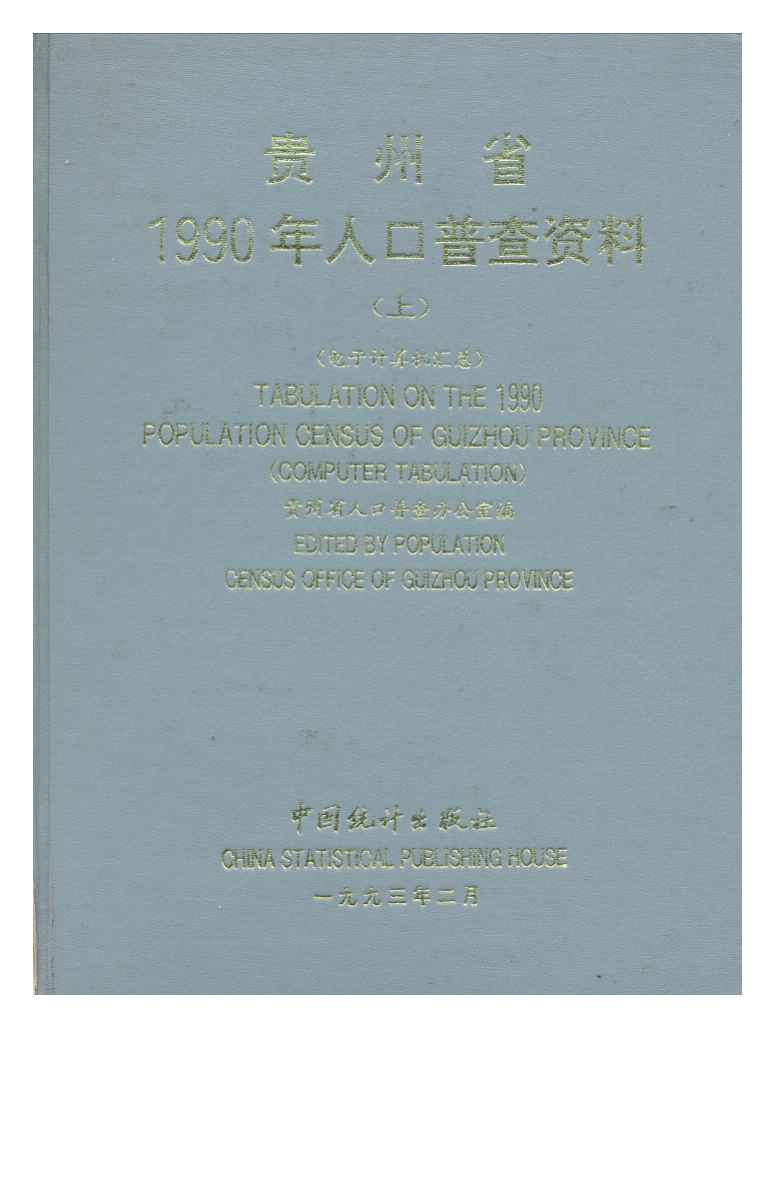 贵州省
1990年人口普查资料
（上）
（电子计算机汇总）
TABULATION ON THE 1990
POPULATION CENSUS OF GUIZHOU PROVINCE
(COMPUTER TABULATION)
贵州省人口普查办公室编
EDITED BY POPULATION
CENSUS OFFICE OF GUIZHOU PROVINCE
中国统计出版社
CHINA STATISTICAL PUBLISHING HOUSE
一九九三年二月